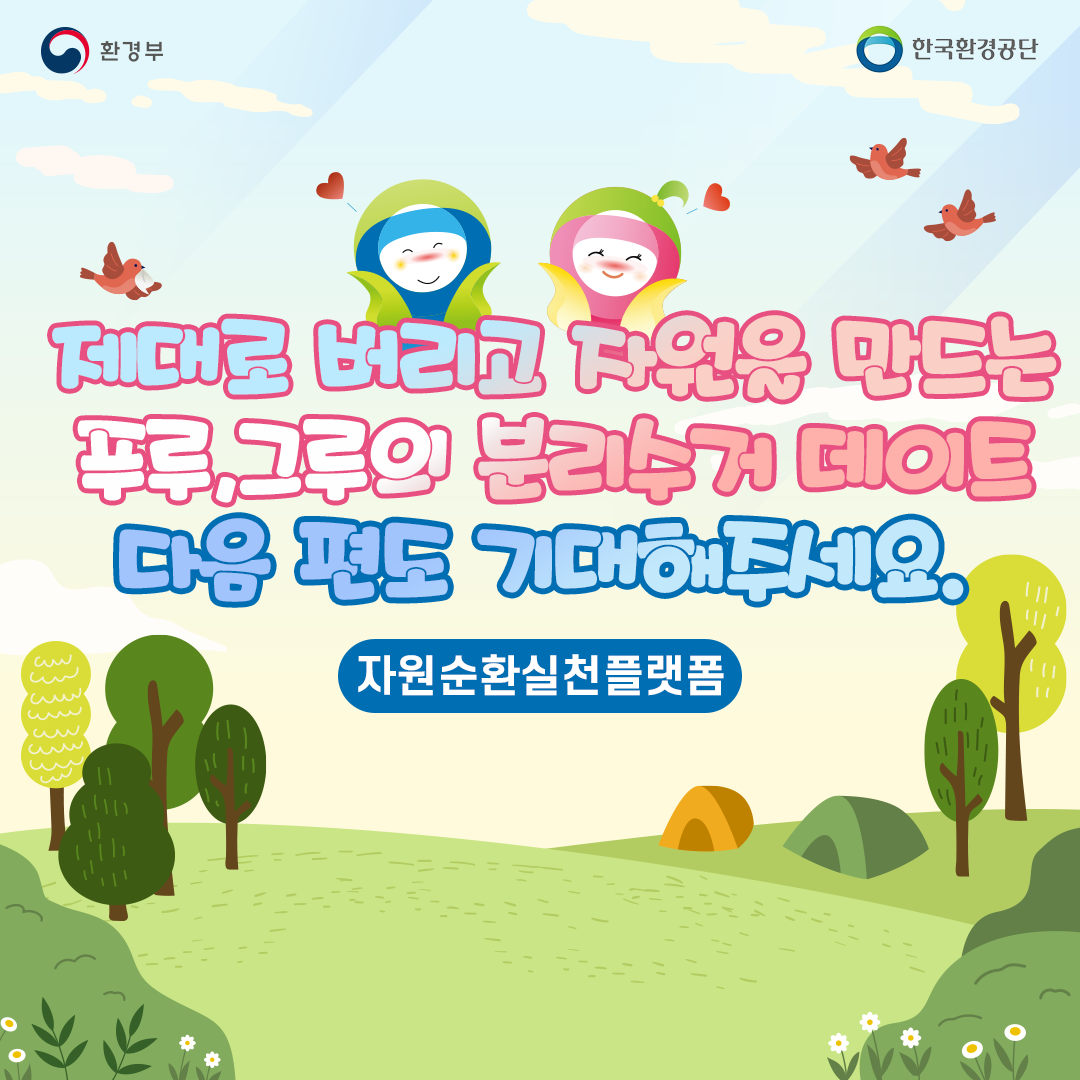 환경부
한국환경공단
제대로 버리고 자원을 만드는
푸루,그루의 분리수거 데이트
다음 편도 기대해주세요.
자원순환실천플랫폼